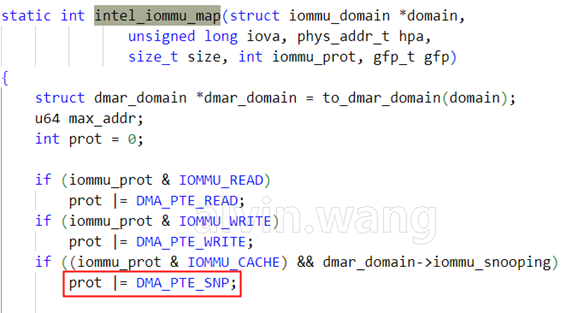 static int intel_iommu_map(struct iommu_domain *domain,
unsigned long iova, phys_addr_t hpa,
size_t size, int iommu_prot, gfp_t gfp)
{
struct dmar_domain *dmar_domain = to_dmar_domain(domain);
u64 max_addr;
int prot = 0;
if (iommu_prot & IOMMU_READ)
prot |= DMA_PTE_READ;
if (iommu_prot & IOMMU_WRITE)
prot |= DMA_PTE_WRITE;
if ((iommu_prot & IOMMU_CACHE) && dmar_domain->iommu_snooping)
prot |= DMA_PTE_SNP;
alvin.wang